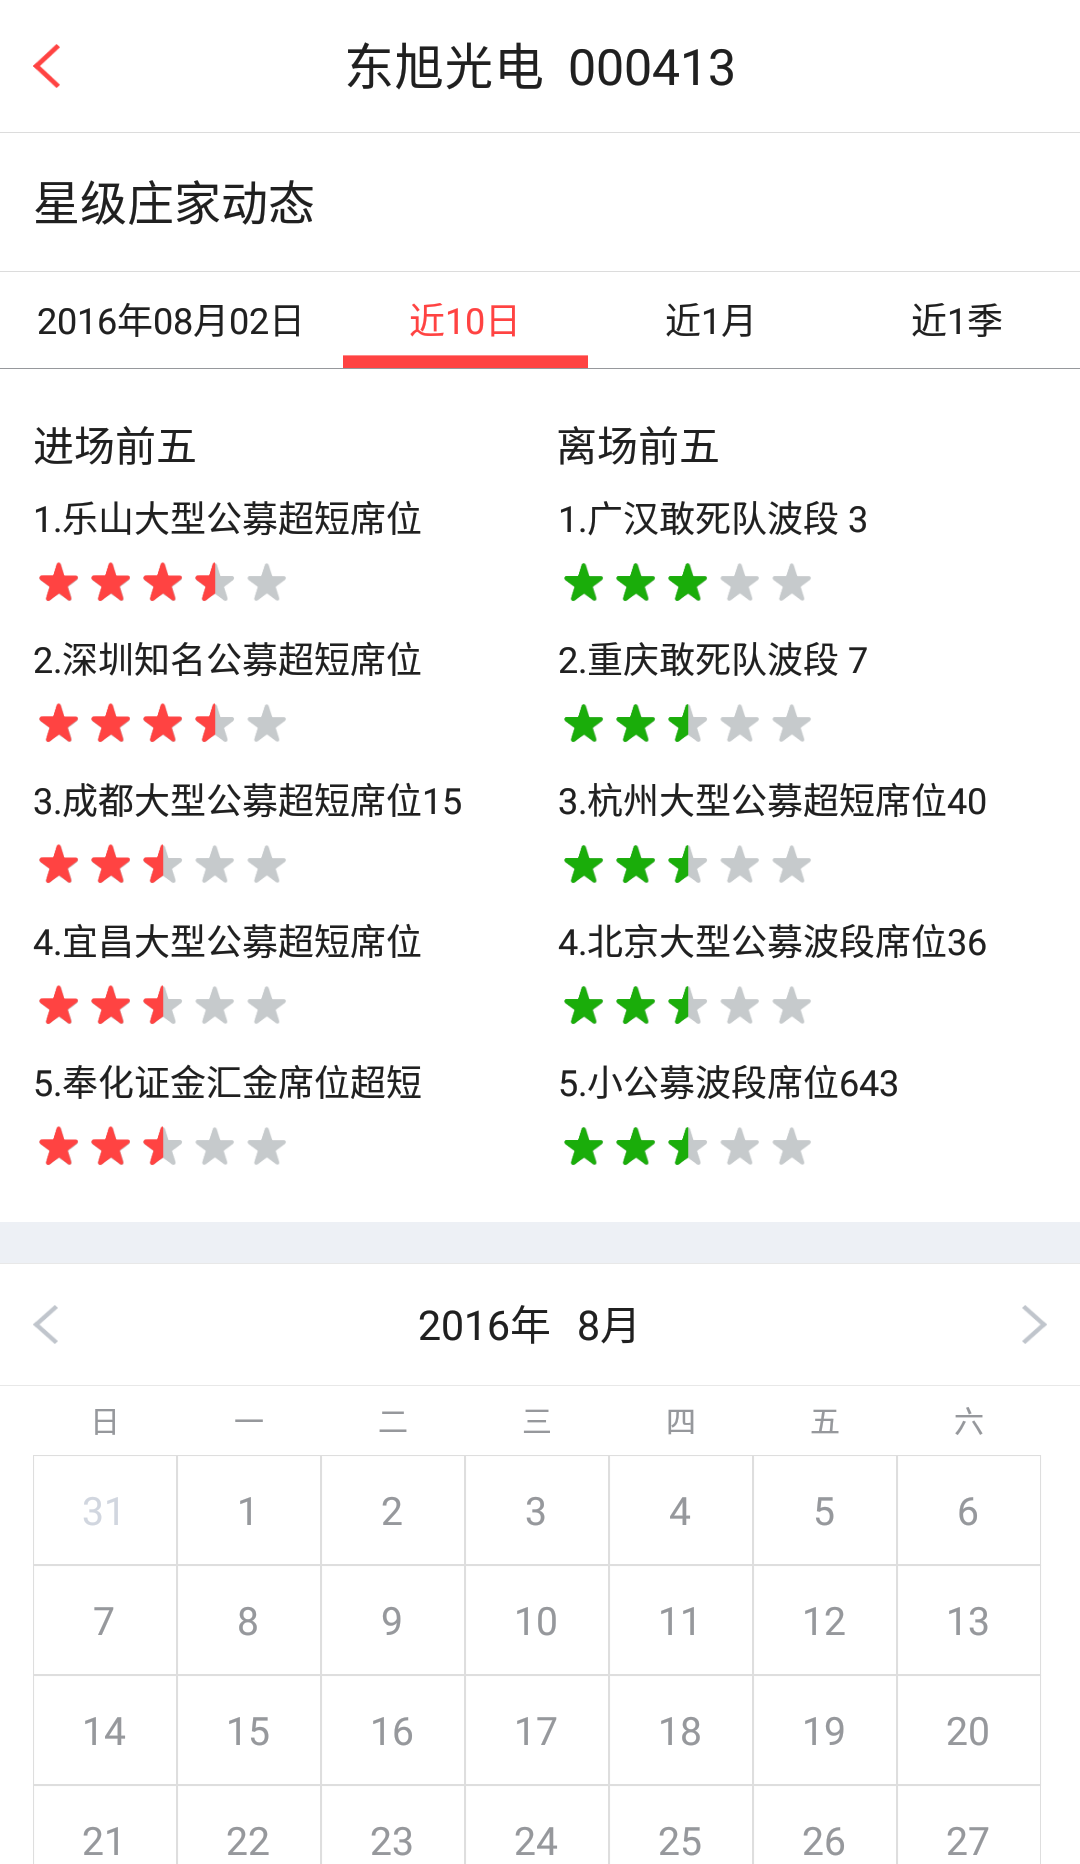 东旭光电 000413
星级庄家动态
2016年08月02日 近10日 近1月 近1季
进场前五
1.乐山大型公募超短席位
2.深圳知名公募超短席位
3.成都大型公募超短席位15
4.宜昌大型公募超短席位
5.奉化证金汇金席位超短
离场前五
1.广汉敢死队波段 3
2.重庆敢死队波段 7
3.杭州大型公募超短席位40
4.北京大型公募波段席位36
5.小公募波段席位643
2016年 8月
日 一 二 三 四 五 六
31 1 2 3 4 5 6
7 8 9 10 11 12 13
14 15 16 17 18 19 20
21 22 23 24 25 26 27